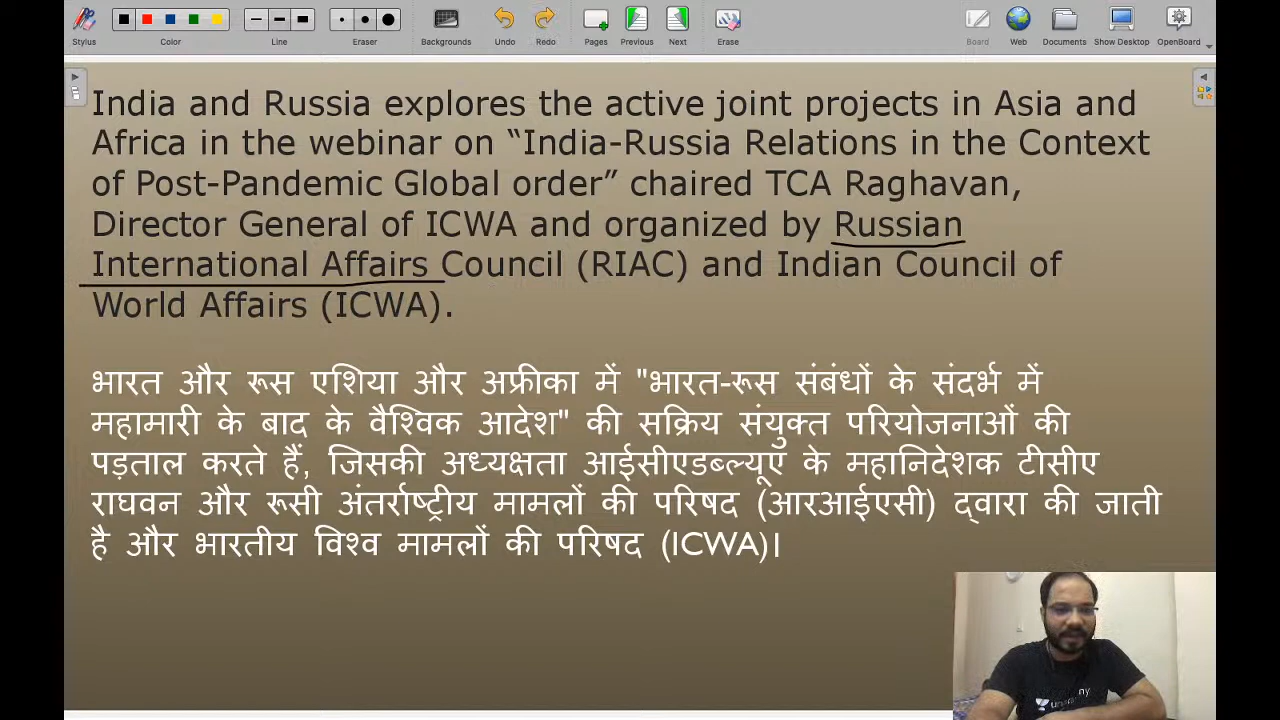 Stylus
Color
Line
Eraser
Backgrounds
Undo
Redo
Pages
Previous
Next
Erase
Board
Web
Documents
Show Desktop
OpenBoard
India and Russia explores the active joint projects in Asia and
Africa in the webinar on “India-Russia Relations in the Context
of Post-Pandemic Global order” chaired TCA Raghavan,
Director General of ICWA and organized by Russian
International Affairs Council (RIAC) and Indian Council of
World Affairs (ICWA).
भारत और रूस एशिया और अफ्रीका में "भारत-रूस संबंधों के संदर्भ में
महामारी के बाद के वैश्विक आदेश" की सक्रिय संयुक्त परियोजनाओं की
पड़ताल करते हैं, जिसकी अध्यक्षता आईसीएडब्ल्यूए के महानिदेशक टीसीए
राघवन और रूसी अंतर्राष्ट्रीय मामलों की परिषद (आरआईएसी) द्वारा की जाती
है और भारतीय विश्व मामलों की परिषद (ICWA)।